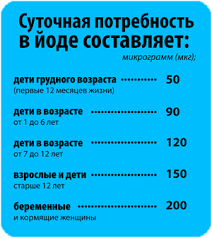 Суточная потребность
в йоде составляет:
микрограмм (мкг);
дети грудного возраста ........... 50
(первые 12 месяцев жизни)
дети в возрасте ........... 90
от 1 до 6 лет
дети в возрасте ........... 120
от 7 до 12 лет
взрослые и дети ........... 150
старше 12 лет
беременные ........... 200
и кормящие женщины